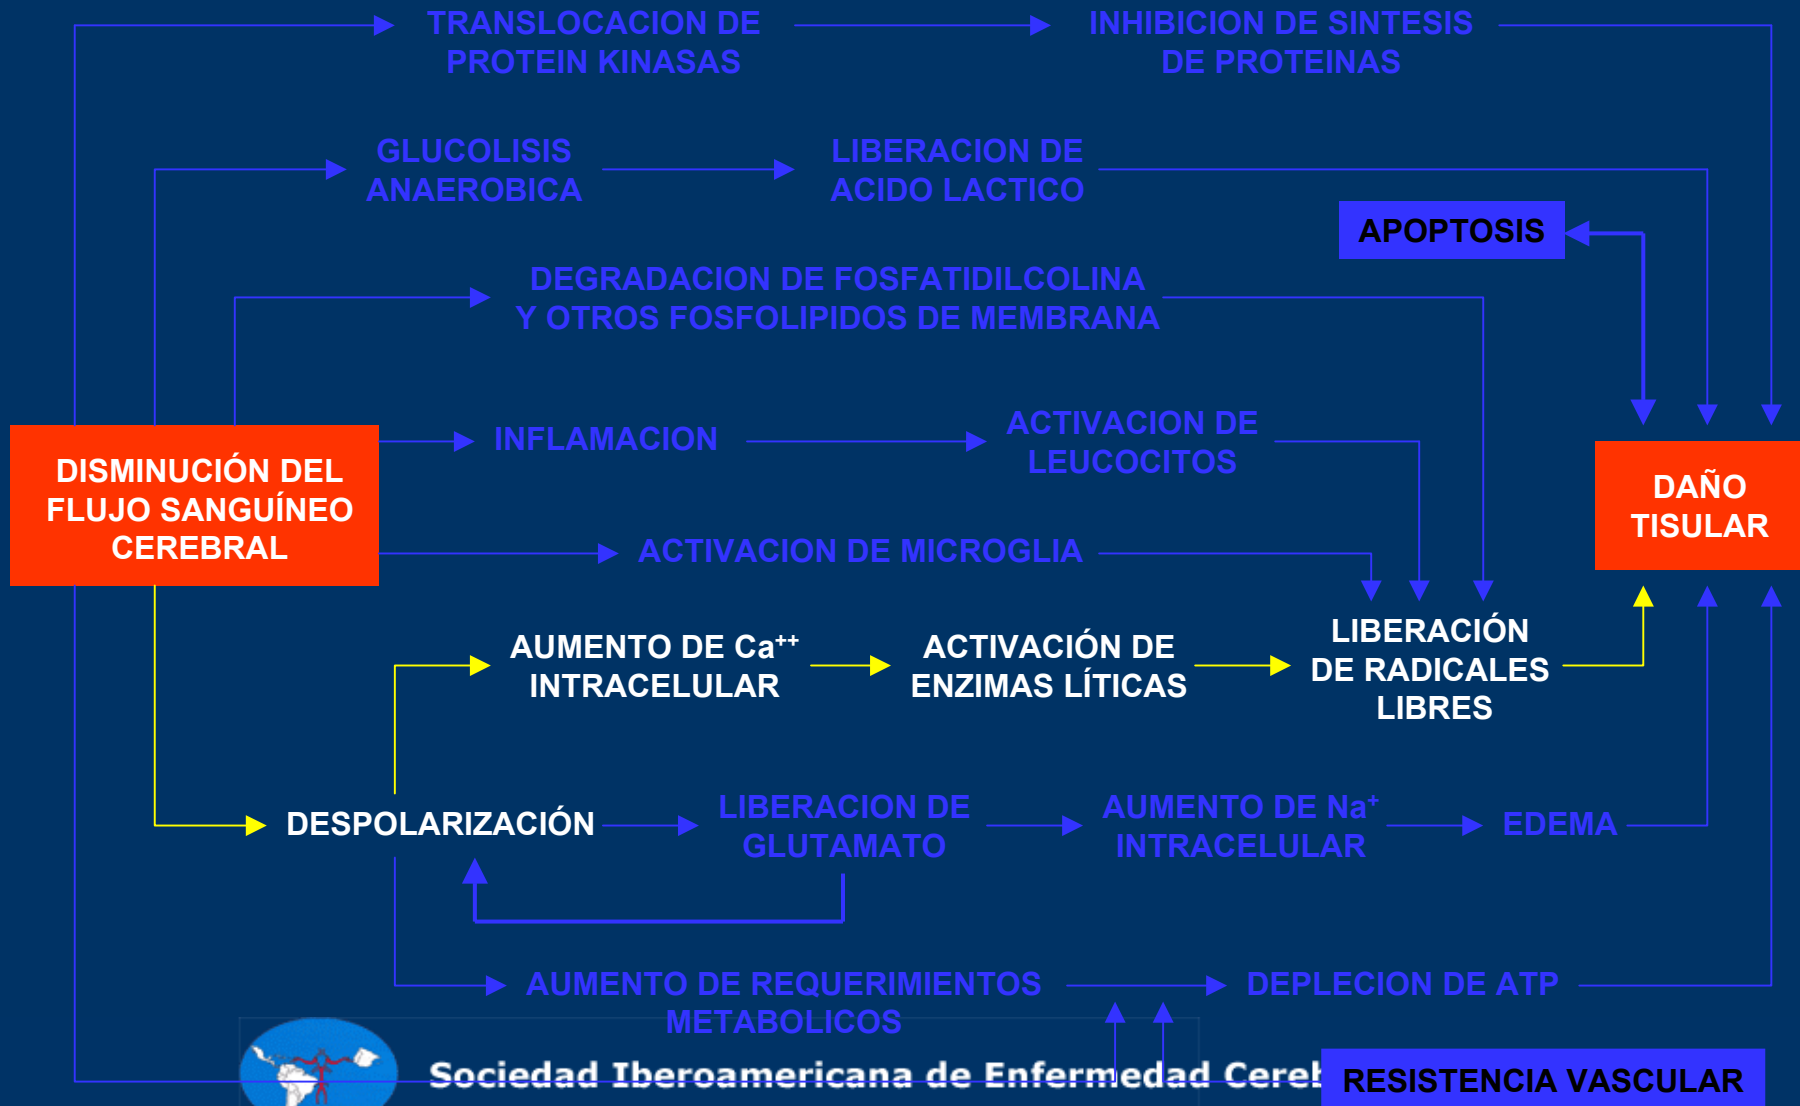 TRANSLOCACION DE
PROTEIN KINASAS
INHIBICION DE SINTESIS
DE PROTEINAS
GLUCOLISIS
ANAEROBICA
LIBERACION DE
ACIDO LACTICO
APOPTOSIS
DEGRADACION DE FOSFATIDILCOLINA
Y OTROS FOSFOLIPIDOS DE MEMBRANA
INFLAMACION
ACTIVACION DE
LEUCOCITOS
DISMINUCIÓN DEL
FLUJO SANGUÍNEO
CEREBRAL
DAÑO
TISULAR
ACTIVACION DE MICROGLIA
AUMENTO DE Ca⁺⁺
INTRACELULAR
ACTIVACIÓN DE
ENZIMAS LÍTICAS
LIBERACIÓN
DE RADICALES
LIBRES
DESPOLARIZACIÓN
LIBERACION DE
GLUTAMATO
AUMENTO DE Na⁺
INTRACELULAR
EDEMA
AUMENTO DE REQUERIMIENTOS
METABOLICOS
DEPLECION DE ATP
Sociedad Iberoamericana de Enfermedad Cereb
RESISTENCIA VASCULAR